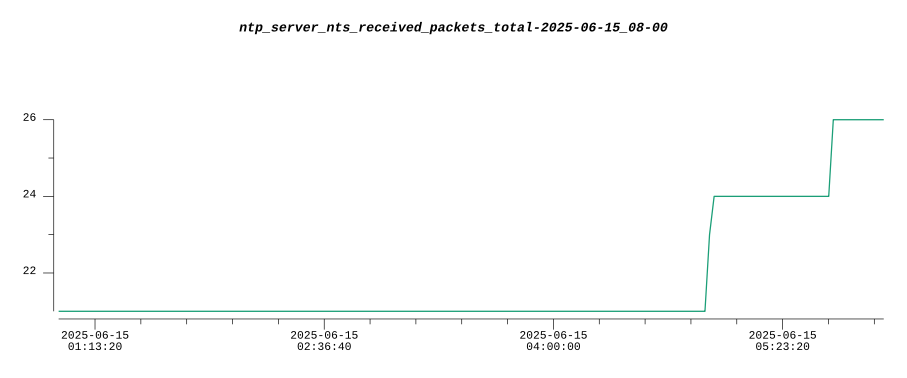 ntp_server_nts_received_packets_total-2025-06-15_08-00
26
24
22
2025-06-15 2025-06-15 2025-06-15 2025-06-15
01:13:20 02:36:40 04:00:00 05:23:20